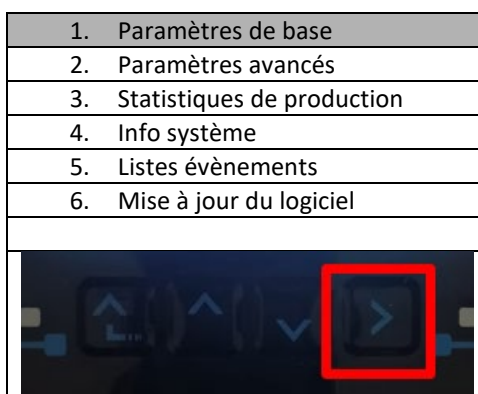 1. Paramètres de base
2. Paramètres avancés
3. Statistiques de production
4. Info système
5. Listes évènements
6. Mise à jour du logiciel